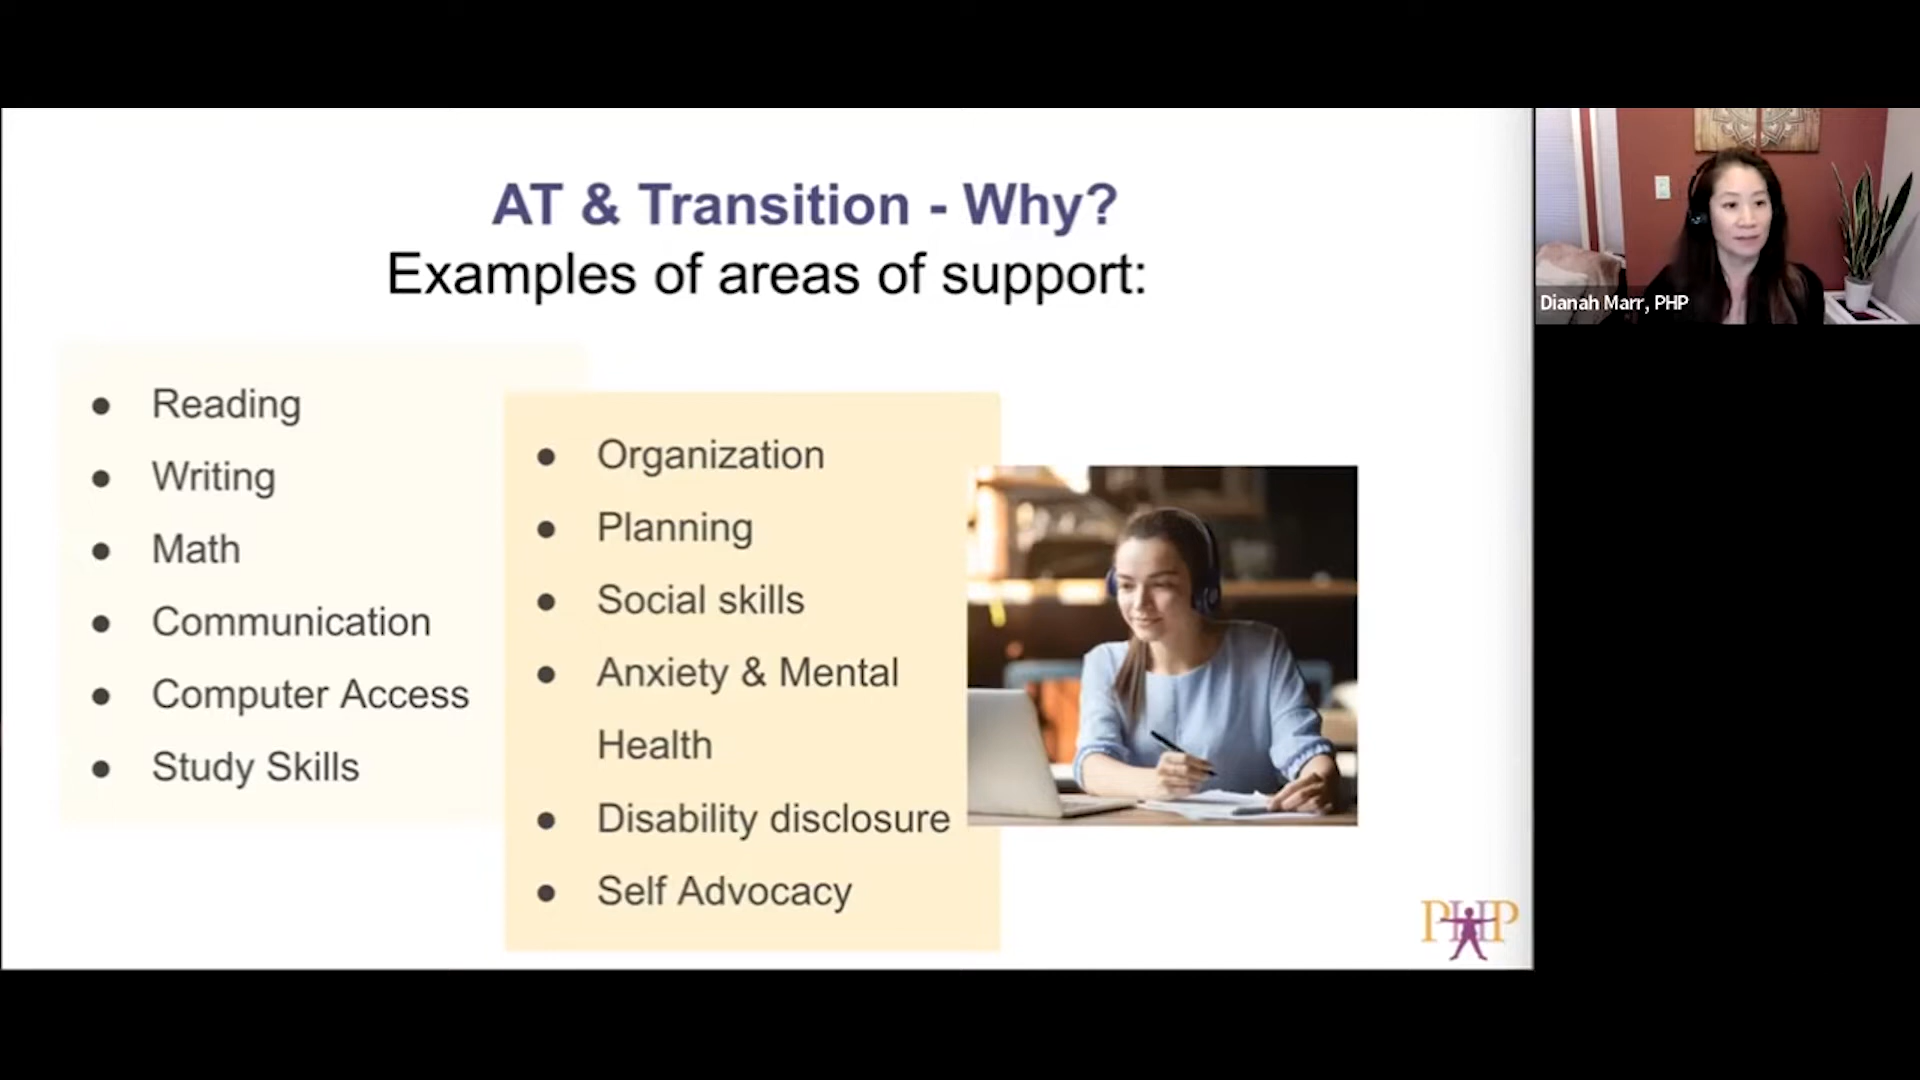 AT & Transition - Why?
Examples of areas of support:
● Reading
● Writing
● Math
● Communication
● Computer Access
● Study Skills
● Organization
● Planning
● Social skills
● Anxiety & Mental
Health
● Disability disclosure
● Self Advocacy
PHP
Dianah Marr, PHP